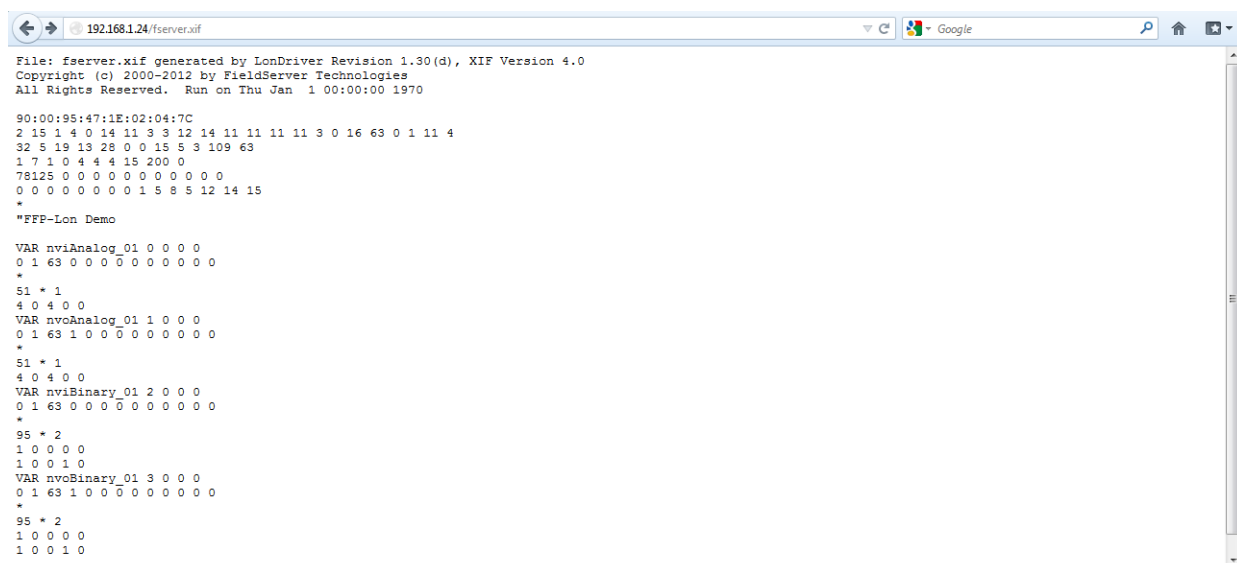 192.168.1.24/fserver.xif
Google
File: fserver.xif generated by LonDriver Revision 1.30(d), XIF Version 4.0
Copyright (c) 2000-2012 by FieldServer Technologies
All Rights Reserved.  Run on Thu Jan  1 00:00:00 1970
90:00:95:47:1E:02:04:7C
2 15 1 4 0 14 11 3 3 12 14 11 11 11 11 3 0 16 63 0 1 11 4
32 5 19 13 28 0 0 15 5 3 109 63
1 7 1 0 4 4 4 15 200 0
78125 0 0 0 0 0 0 0 0 0 0 0
0 0 0 0 0 0 0 0 1 5 8 5 12 14 15
*
"FFP-Lon Demo
VAR nviAnalog_01 0 0 0 0
0 1 63 0 0 0 0 0 0 0 0 0 0
*
51 * 1
4 0 4 0 0
VAR nvoAnalog_01 1 0 0 0
0 1 63 1 0 0 0 0 0 0 0 0 0
*
51 * 1
4 0 4 0 0
VAR nviBinary_01 2 0 0 0
0 1 63 0 0 0 0 0 0 0 0 0 0
*
95 * 2
1 0 0 0 0
1 0 0 1 0
VAR nvoBinary_01 3 0 0 0
0 1 63 1 0 0 0 0 0 0 0 0 0
*
95 * 2
1 0 0 0 0
1 0 0 1 0